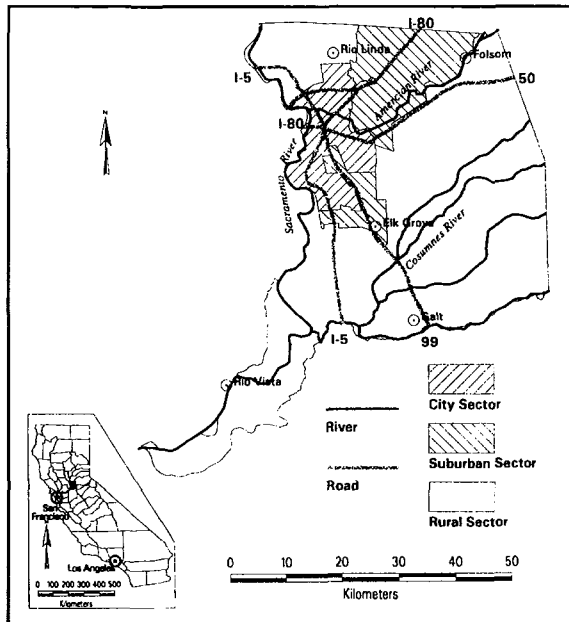 I-80
Rio Linda
Folsom
I-5
50
American River
I-80
N
Sacramento River
Elk Grove
Cosumnes River
Galt
I-5
99
Rio Vista
City Sector
River
Suburban Sector
Road
Rural Sector
San
Francisco
Los Angeles
0 100 200 300 400 500
Kilometers
0 10 20 30 40 50
Kilometers